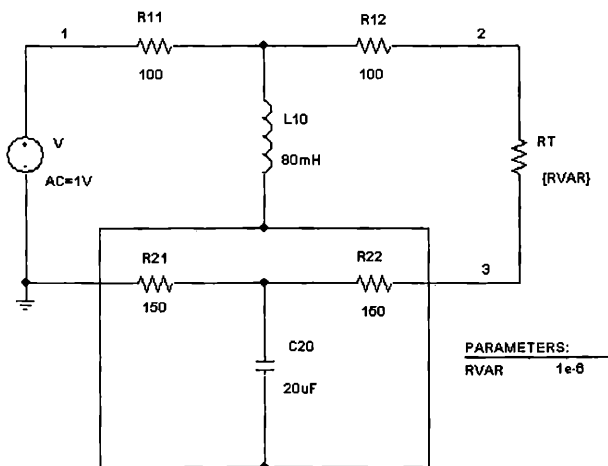 R11
R12
1
2
100
100
L10
80mH
V
AC=1V
+
-
RT
{RVAR}
R21
R22
3
150
150
C20
20uF
PARAMETERS:
RVAR 1e-6